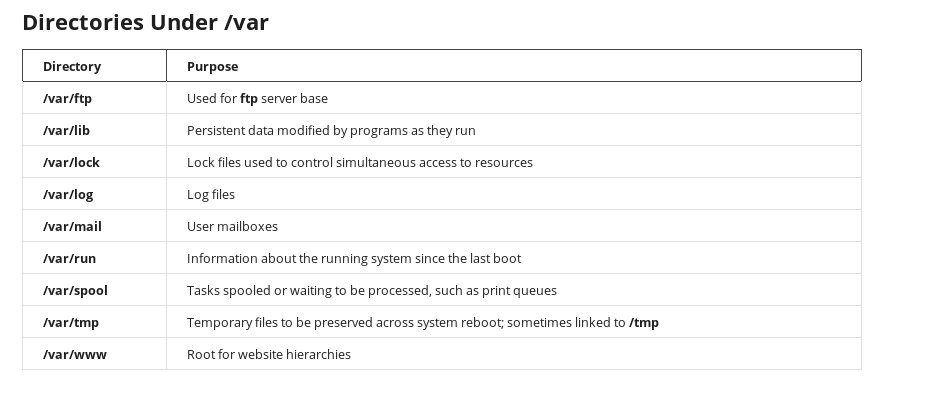 Directories Under /var
Directory Purpose
/var/ftp Used for ftp server base
/var/lib Persistent data modified by programs as they run
/var/lock Lock files used to control simultaneous access to resources
/var/log Log files
/var/mail User mailboxes
/var/run Information about the running system since the last boot
/var/spool Tasks spooled or waiting to be processed, such as print queues
/var/tmp Temporary files to be preserved across system reboot; sometimes linked to /tmp
/var/www Root for website hierarchies